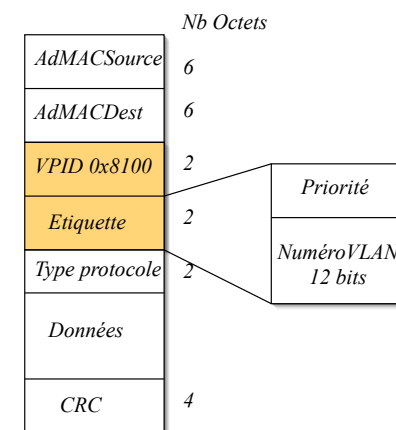 Nb Octets
AdMACSource 6
AdMACDest 6
VPID 0x8100 2
Etiquette 2
Type protocole 2
Données
CRC 4
Priorité
NuméroVLAN
12 bits